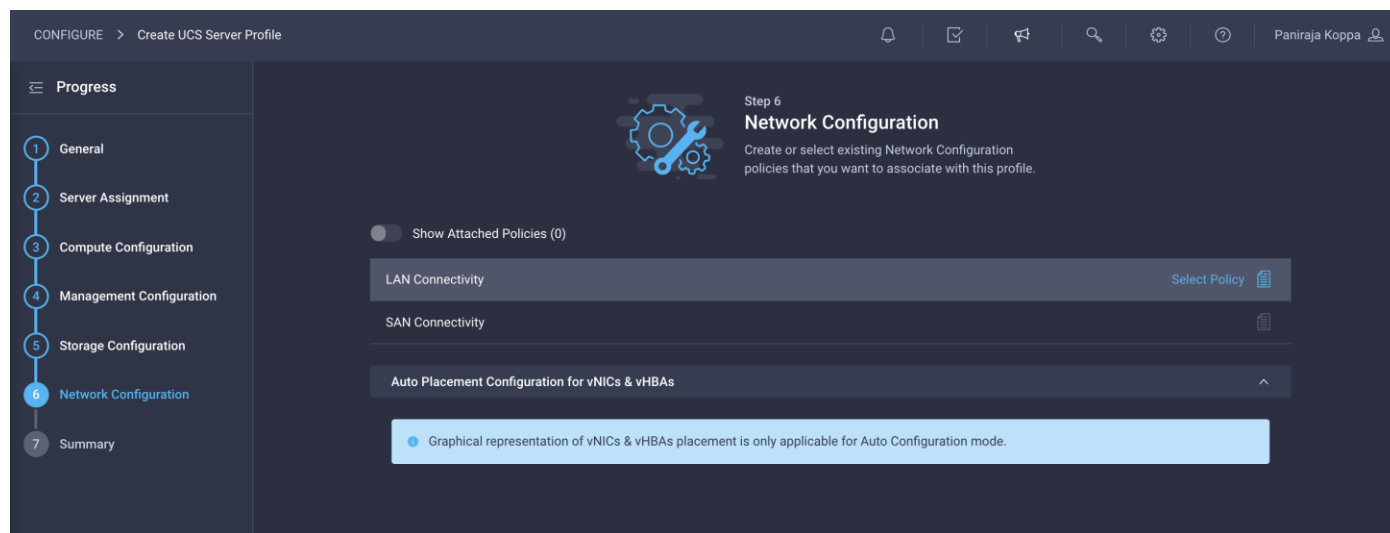 CONFIGURE > Create UCS Server Profile
Paniraja Koppa
Progress
1 General
2 Server Assignment
3 Compute Configuration
4 Management Configuration
5 Storage Configuration
6 Network Configuration
7 Summary
Step 6
Network Configuration
Create or select existing Network Configuration
policies that you want to associate with this profile.
Show Attached Policies (0)
LAN Connectivity Select Policy
SAN Connectivity
Auto Placement Configuration for vNICs & vHBAs
Graphical representation of vNICs & vHBAs placement is only applicable for Auto Configuration mode.